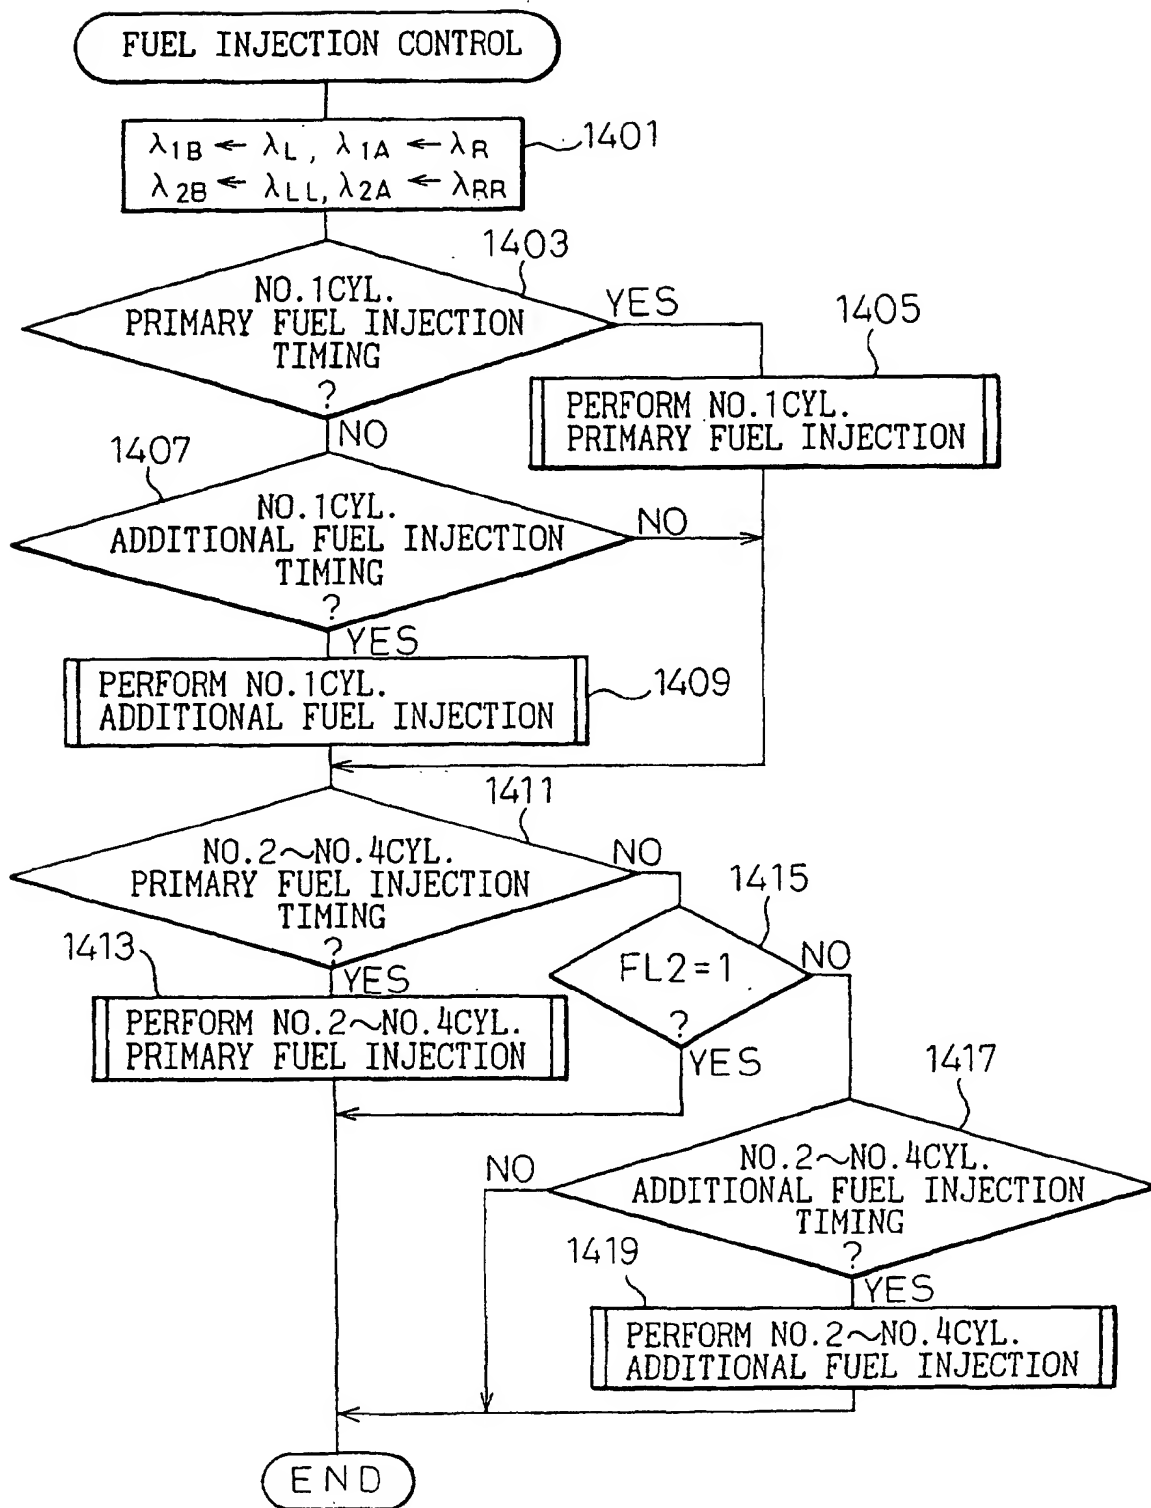 FUEL INJECTION CONTROL
λ1B ← λL, λ1A ← λR
λ2B ← λLL, λ2A ← λRR
1401
1403
NO.1CYL.
PRIMARY FUEL INJECTION
TIMING
?
YES
NO
1405
PERFORM NO.1CYL.
PRIMARY FUEL INJECTION
1407
NO.1CYL.
ADDITIONAL FUEL INJECTION
TIMING
?
NO
YES
PERFORM NO.1CYL.
ADDITIONAL FUEL INJECTION
1409
1411
NO.2~NO.4CYL.
PRIMARY FUEL INJECTION
TIMING
?
NO
YES
1413
PERFORM NO.2~NO.4CYL.
PRIMARY FUEL INJECTION
1415
FL2=1
?
NO
YES
1417
NO.2~NO.4CYL.
ADDITIONAL FUEL INJECTION
TIMING
?
NO
YES
1419
PERFORM NO.2~NO.4CYL.
ADDITIONAL FUEL INJECTION
END